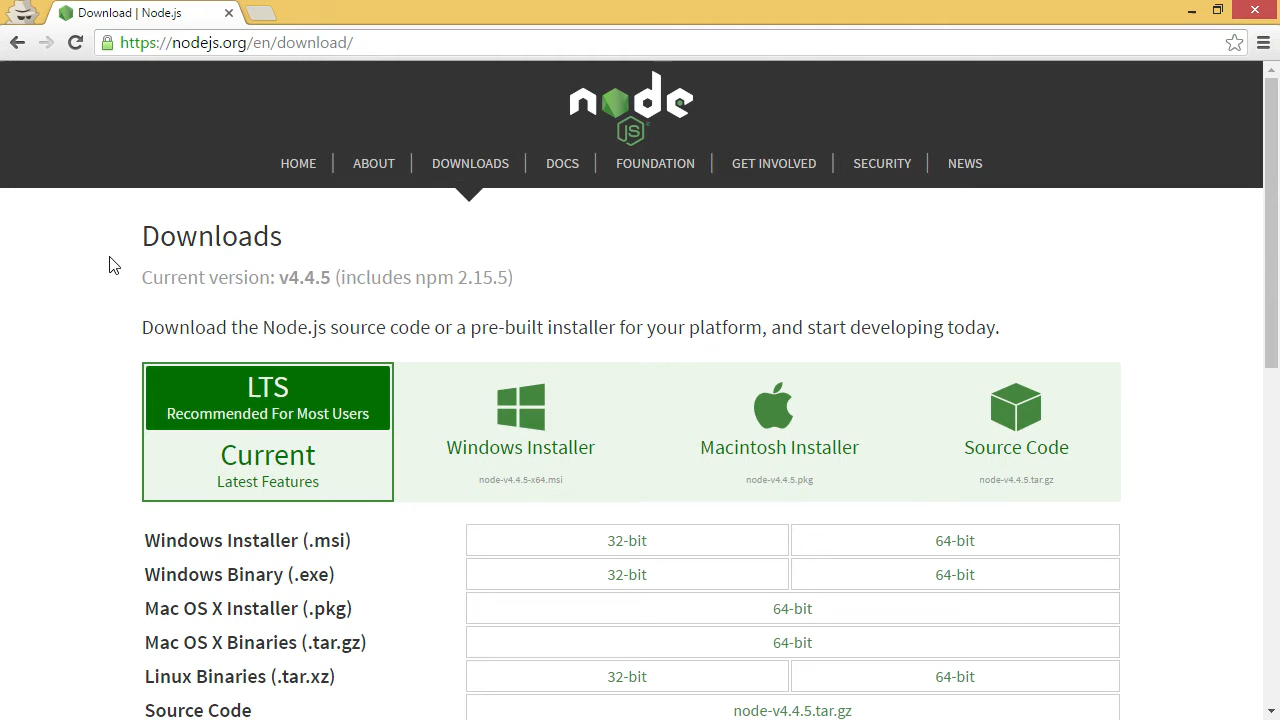 Download | Node.js
https://nodejs.org/en/download/
node
JS
HOME ABOUT DOWNLOADS DOCS FOUNDATION GET INVOLVED SECURITY NEWS
Downloads
Current version: v4.4.5 (includes npm 2.15.5)
Download the Node.js source code or a pre-built installer for your platform, and start developing today.
LTS
Recommended For Most Users
Current
Latest Features
Windows Installer
node-v4.4.5-x64.msi
Macintosh Installer
node-v4.4.5.pkg
Source Code
node-v4.4.5.tar.gz
Windows Installer (.msi) 32-bit 64-bit
Windows Binary (.exe) 32-bit 64-bit
Mac OS X Installer (.pkg) 64-bit
Mac OS X Binaries (.tar.gz) 64-bit
Linux Binaries (.tar.xz) 32-bit 64-bit
Source Code node-v4.4.5.tar.gz